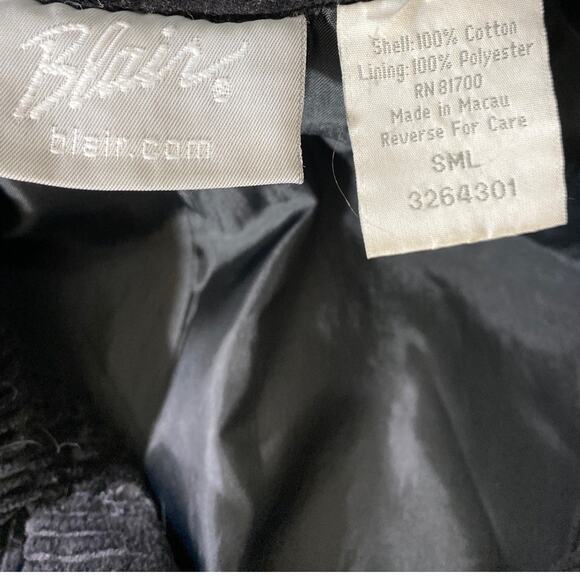 Blair
blair.com
Shell:100% Cotton
Lining:100% Polyester
RN 81700
Made in Macau
Reverse For Care
SML
3264301